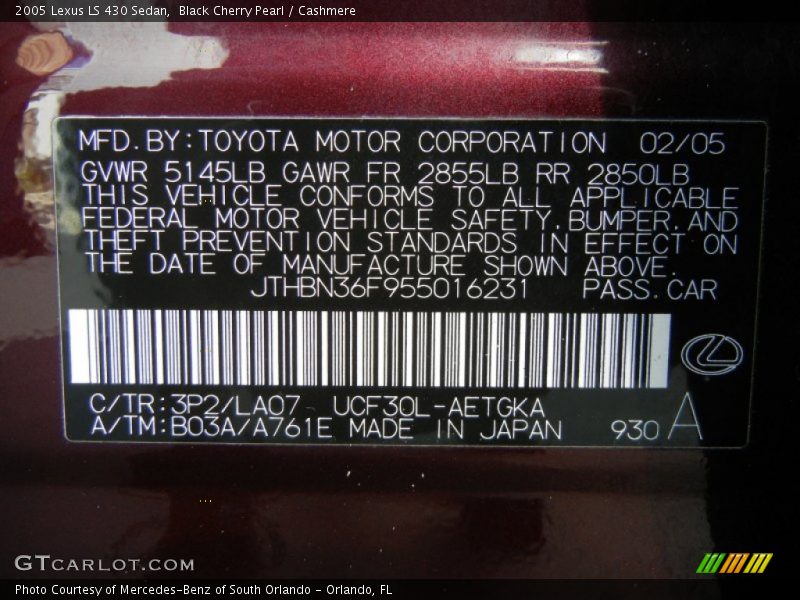 2005 Lexus LS 430 Sedan, Black Cherry Pearl / Cashmere
MFD.BY:TOYOTA MOTOR CORPORATION 02/05
GVWR 5145LB GAWR FR 2855LB RR 2850LB
THIS VEHICLE CONFORMS TO ALL APPLICABLE
FEDERAL MOTOR VEHICLE SAFETY,BUMPER,AND
THEFT PREVENTION STANDARDS IN EFFECT ON
THE DATE OF MANUFACTURE SHOWN ABOVE.
JTHBN36F955016231 PASS.CAR
C/TR:3P2/LA07 UCF30L-AETGKA
A/TM:B03A/A761E MADE IN JAPAN 930 A
GTCARLOT.COM
Photo Courtesy of Mercedes-Benz of South Orlando - Orlando, FL